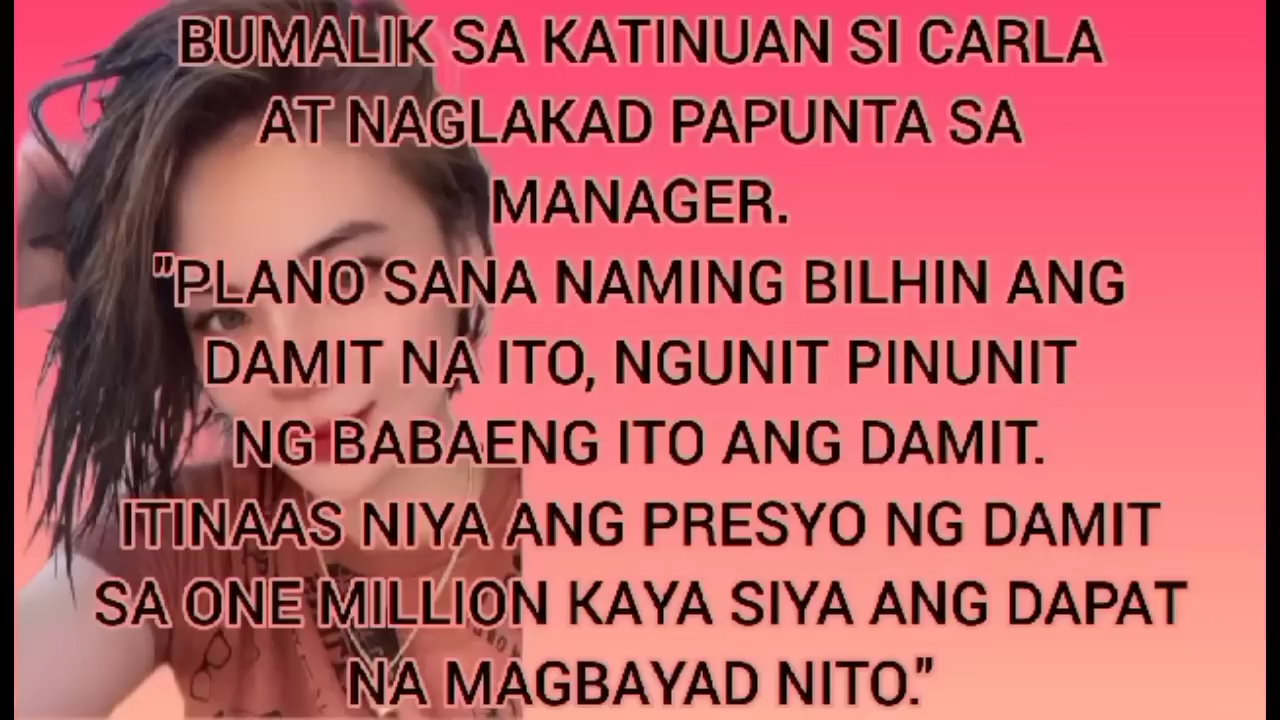 BUMALIK SA KATINUAN SI CARLA
AT NAGLAKAD PAPUNTA SA
MANAGER.
"PLANO SANA NAMING BILHIN ANG
DAMIT NA ITO, NGUNIT PINUNIT
NG BABAENG ITO ANG DAMIT.
ITINAAS NIYA ANG PRESYO NG DAMIT
SA ONE MILLION KAYA SIYA ANG DAPAT
NA MAGBAYAD NITO."